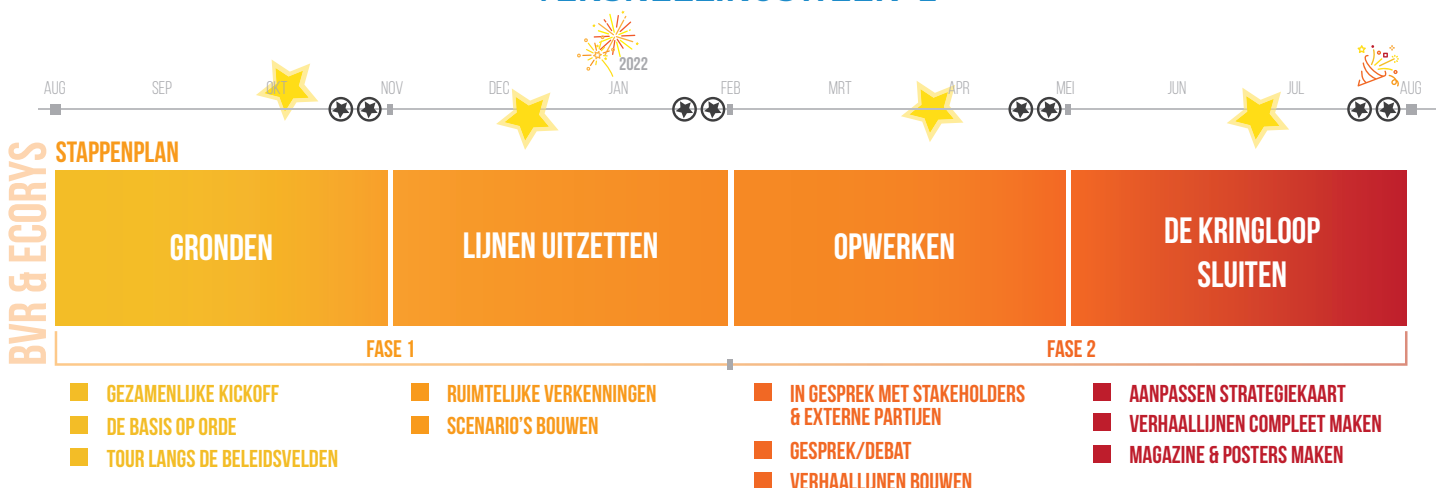 2022
AUG SEP OKT NOV DEC JAN FEB MRT APR MEI JUN JUL AUG
BVR & ECORYS
STAPPENPLAN
GRONDEN
LIJNEN UITZETTEN
OPWERKEN
DE KRINGLOOP
SLUITEN
FASE 1
FASE 2
GEZAMENLIJKE KICKOFF
DE BASIS OP ORDE
TOUR LANGS DE BELEIDSVELDEN
RUIMTELIJKE VERKENNINGEN
SCENARIO'S BOUWEN
IN GESPREK MET STAKEHOLDERS
& EXTERNE PARTIJEN
GESPREK/DEBAT
VERHAALLIJNEN BOUWEN
AANPASSEN STRATEGIEKAART
VERHAALLIJNEN COMPLEET MAKEN
MAGAZINE & POSTERS MAKEN